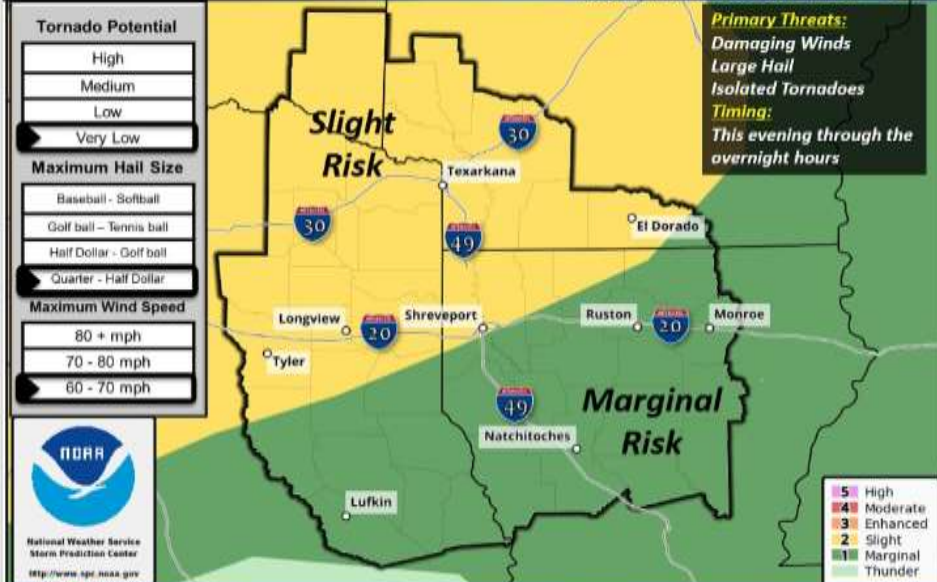 Tornado Potential
High
Medium
Low
Very Low
Maximum Hail Size
Baseball - Softball
Golf ball – Tennis ball
Half Dollar - Golf ball
Quarter - Half Dollar
Maximum Wind Speed
80 + mph
70 - 80 mph
60 - 70 mph
NOAA
National Weather Service
Storm Prediction Center
http://www.spc.noaa.gov
Primary Threats:
Damaging Winds
Large Hail
Isolated Tornadoes
Timing:
This evening through the
overnight hours
Slight
Risk
30
Texarkana
30
49
El Dorado
Longview
20
Shreveport
Ruston
20
Monroe
Tyler
49
Marginal
Risk
Natchitoches
Lufkin
5 High
4 Moderate
3 Enhanced
2 Slight
1 Marginal
Thunder